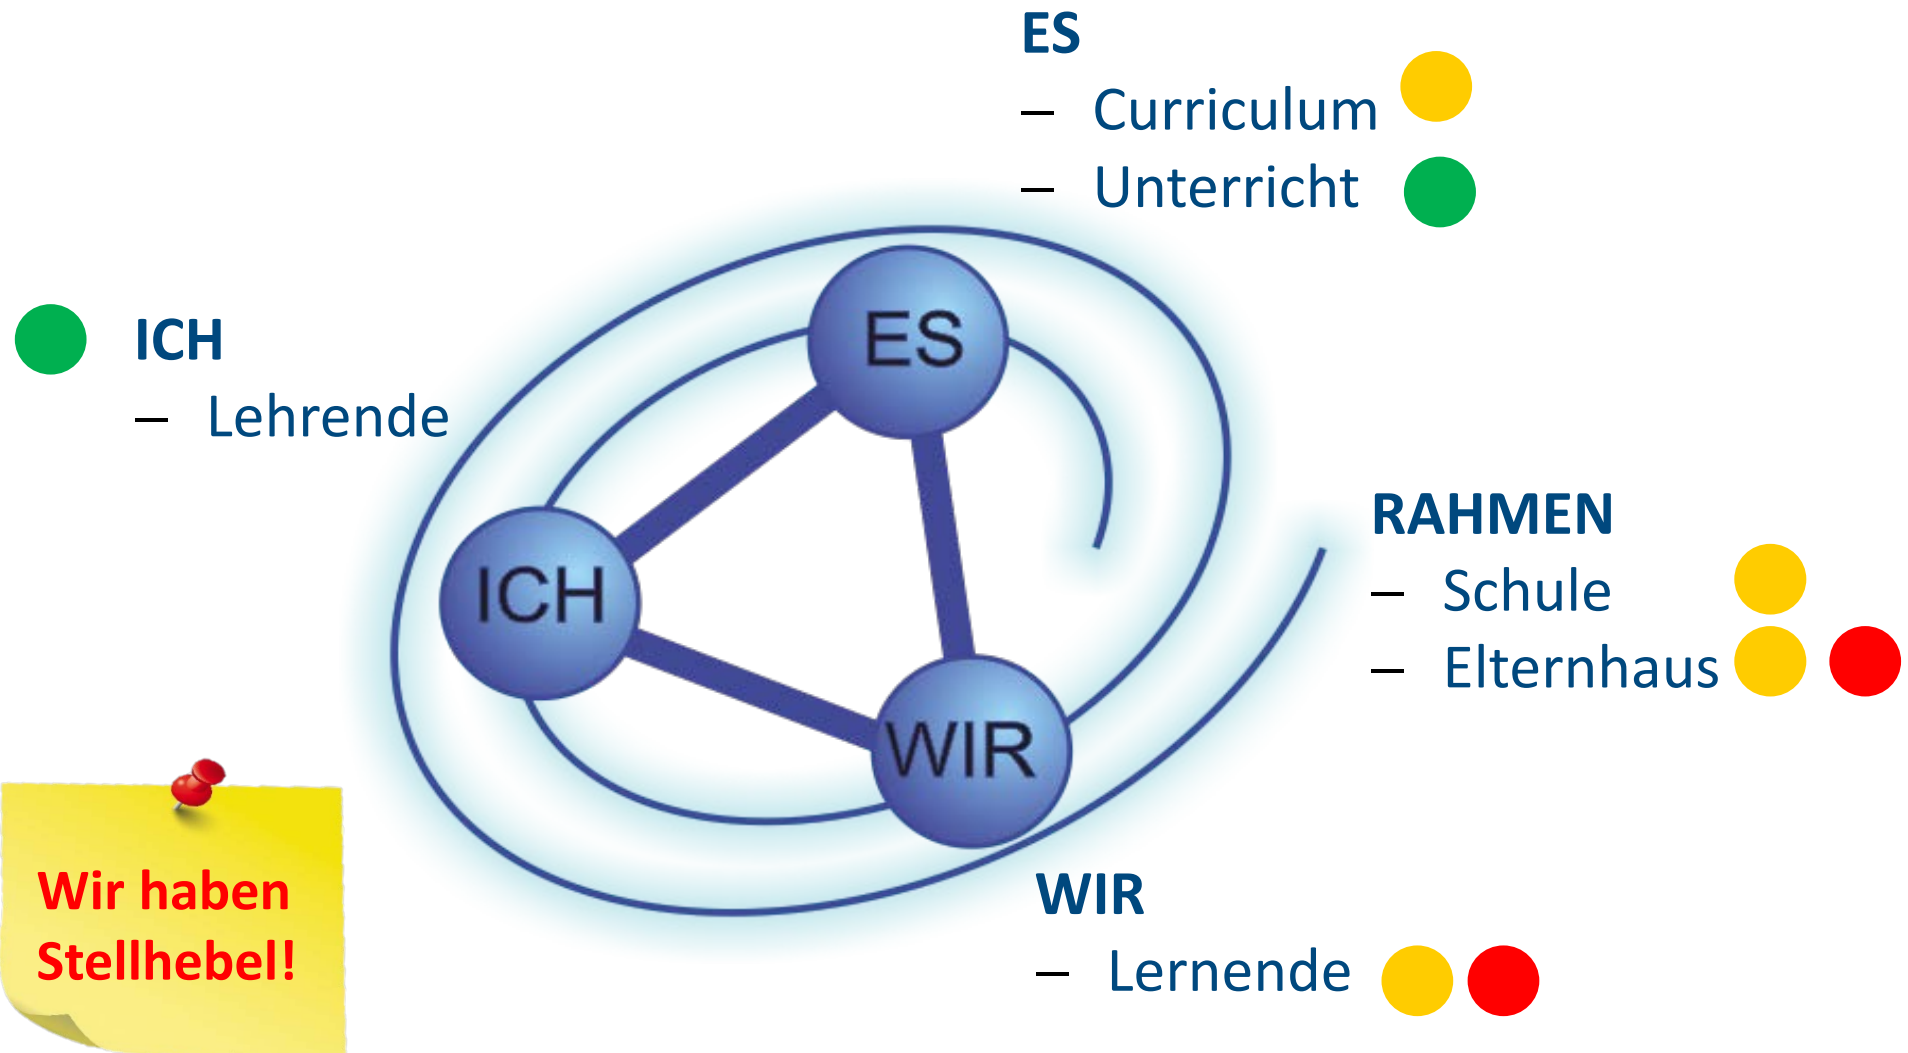 ES
– Curriculum
– Unterricht
ICH
– Lehrende
ES
ICH
WIR
RAHMEN
– Schule
– Elternhaus
Wir haben
Stellhebel!
WIR
– Lernende